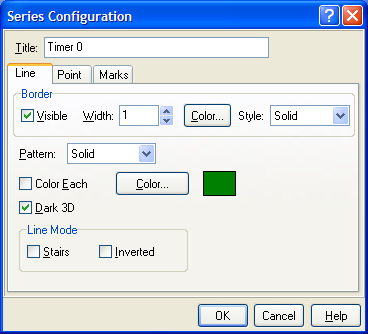 Series Configuration
Title: Timer 0
Line Point Marks
Border
Visible Width: 1 Color... Style: Solid
Pattern: Solid
Color Each Color...
Dark 3D
Line Mode
Stairs Inverted
OK Cancel Help